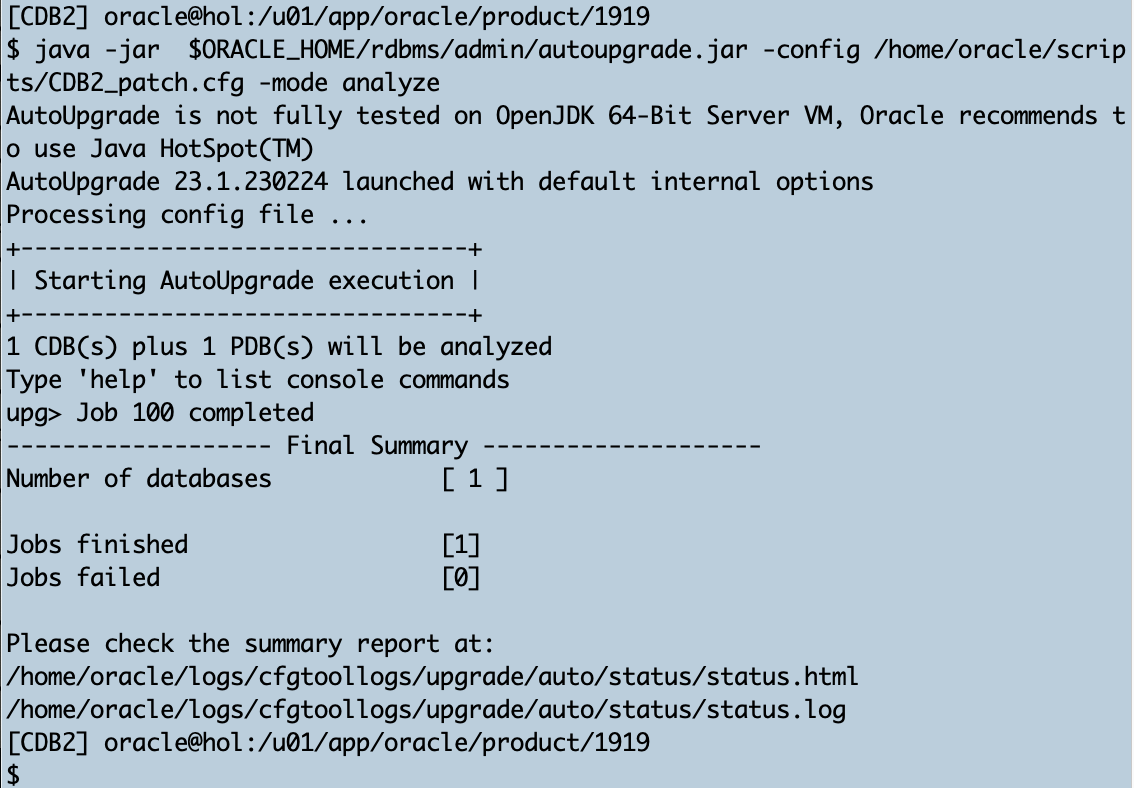 [CDB2] oracle@hol:/u01/app/oracle/product/1919
$ java -jar  $ORACLE_HOME/rdbms/admin/autoupgrade.jar -config /home/oracle/scrip
ts/CDB2_patch.cfg -mode analyze
AutoUpgrade is not fully tested on OpenJDK 64-Bit Server VM, Oracle recommends t
o use Java HotSpot(TM)
AutoUpgrade 23.1.230224 launched with default internal options
Processing config file ...
+--------------------------------+
| Starting AutoUpgrade execution |
+--------------------------------+
1 CDB(s) plus 1 PDB(s) will be analyzed
Type 'help' to list console commands
upg> Job 100 completed
------------------- Final Summary --------------------
Number of databases            [ 1 ]

Jobs finished                  [1]
Jobs failed                    [0]

Please check the summary report at:
/home/oracle/logs/cfgtoollogs/upgrade/auto/status/status.html
/home/oracle/logs/cfgtoollogs/upgrade/auto/status/status.log
[CDB2] oracle@hol:/u01/app/oracle/product/1919
$